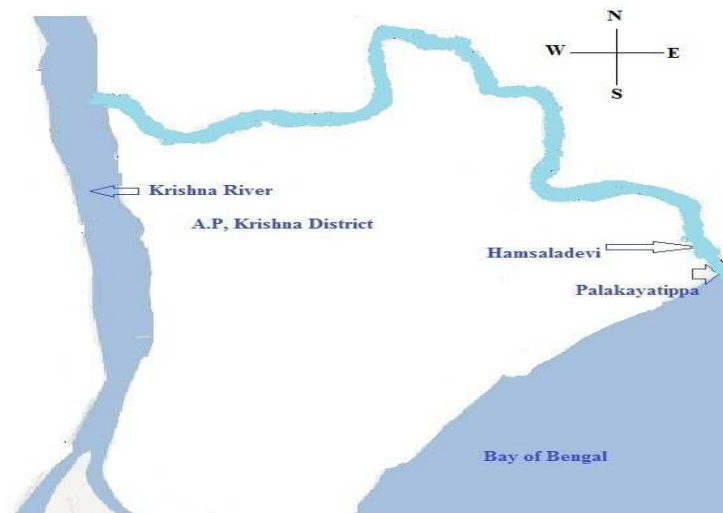 N
W E
S
Krishna River
A.P, Krishna District
Hamsaladevi
Palakayatippa
Bay of Bengal